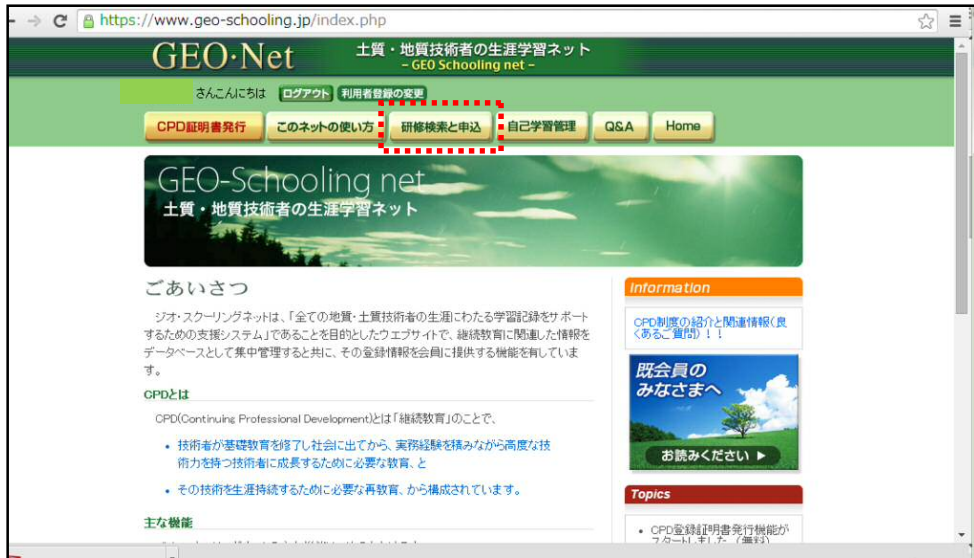 https://www.geo-schooling.jp/index.php
GEO·Net
土質・地質技術者の生涯学習ネット
– GEO Schooling net –
さんこんにちは ログアウト 利用者登録の変更
CPD証明書発行 このネットの使い方 研修検索と申込 自己学習管理 Q&A Home
GEO-Schooling net
土質・地質技術者の生涯学習ネット
ごあいさつ
ジオ・スクーリングネットは、「全ての地質・土質技術者の生涯にわたる学習記録をサポート
するための支援システム」であることを目的としたウェブサイトで、継続教育に関連した情報を
データベースとして集中管理すると共に、その登録情報を会員に提供する機能を有していま
す。
CPDとは
CPD(Continuing Professional Development)とは「継続教育」のことで、
• 技術者が基礎教育を修了し社会に出てから、実務経験を積みながら高度な技
術力を持つ技術者に成長するために必要な教育、と
• その技術を生涯持続するために必要な再教育、から構成されています。
主な機能
Information
CPD制度の紹介と関連情報(良
くあるご質問)！！
既会員の
みなさまへ
お読みください ▶
Topics
• CPD登録証明書発行機能が
スタートしました (無料)